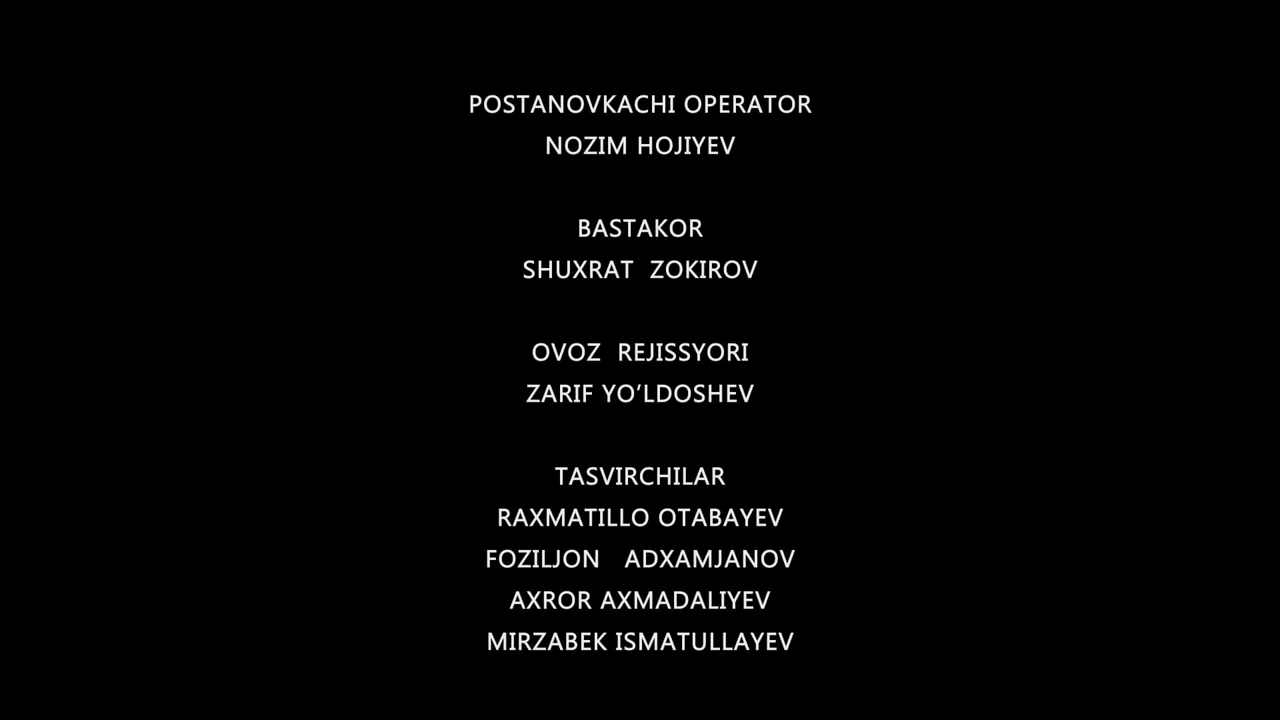 POSTANOVKACHI OPERATOR
NOZIM HOJIYEV
BASTAKOR
SHUXRAT ZOKIROV
OVOZ REJISSYORI
ZARIF YO’LDOSHEV
TASVIRCHILAR
RAXMATILLO OTABAYEV
FOZILJON ADXAMJANOV
AXROR AXMADALIYEV
MIRZABEK ISMATULLAYEV